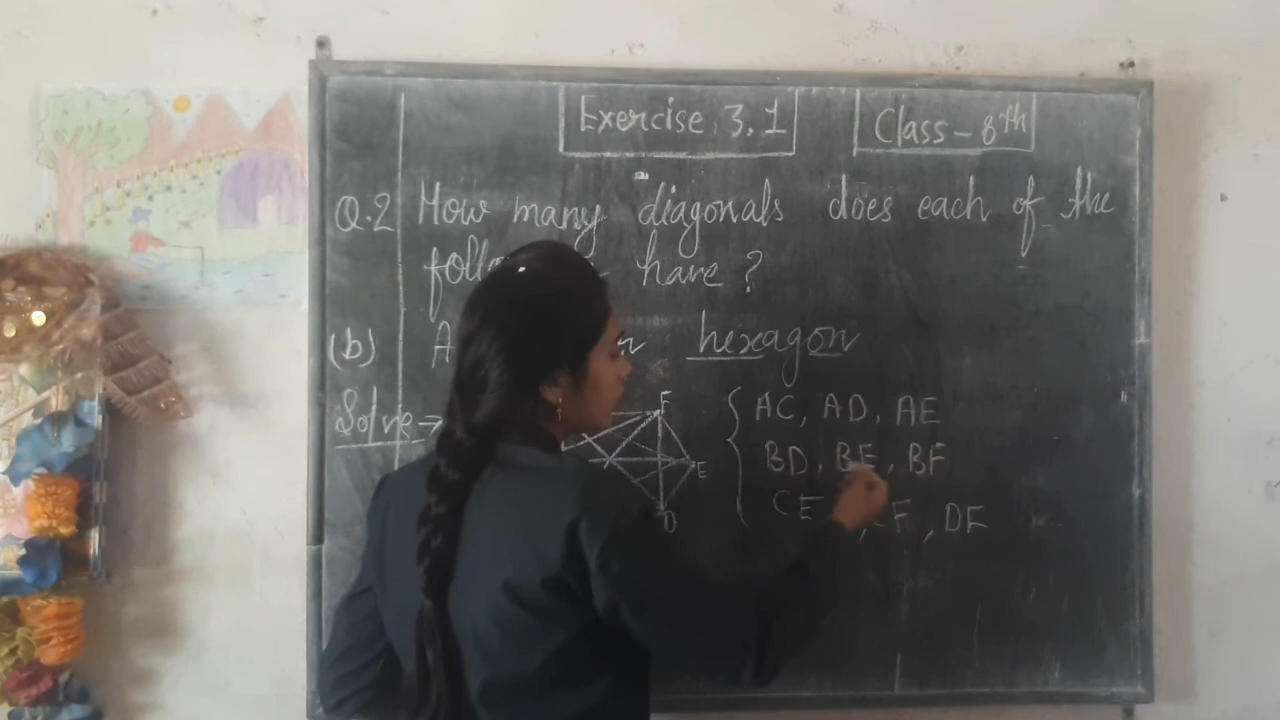 Exercise 3.1
Class - 8th
Q.2 How many diagonals does each of the
have ?
(b) A hexagon
Solve →
F
E
D
AC, AD, AE
BD, BE, BF
CE, CF, DF